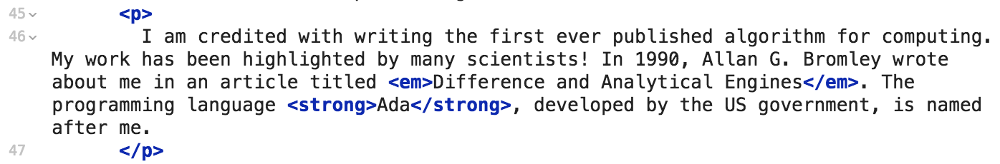 45 <p>
46 I am credited with writing the first ever published algorithm for computing.
My work has been highlighted by many scientists! In 1990, Allan G. Bromley wrote
about me in an article titled <em>Difference and Analytical Engines</em>. The
programming language <strong>Ada</strong>, developed by the US government, is named
after me.
47 </p>